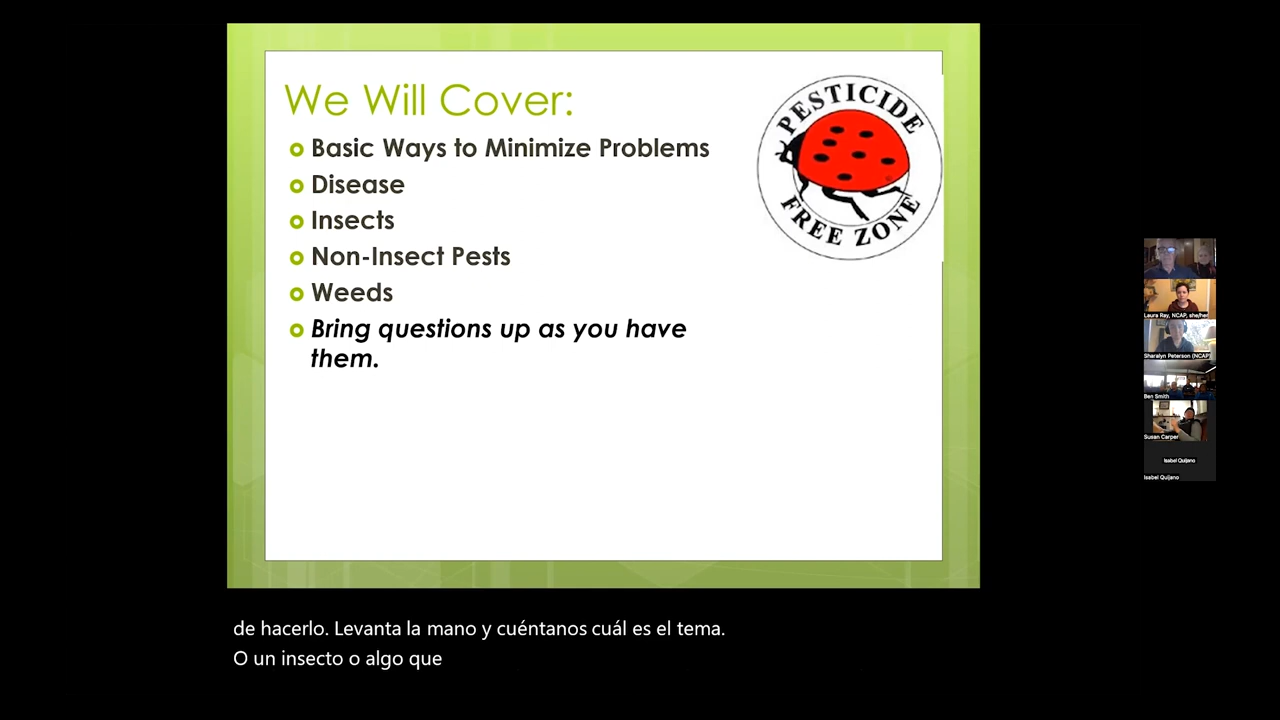 We Will Cover:
Basic Ways to Minimize Problems
Disease
Insects
Non-Insect Pests
Weeds
Bring questions up as you have
them.
PESTICIDE
FREE ZONE
Laura Ray, NCAP, she/her
Sharalyn Peterson (NCAP)
Ben Smith
Susan Carper
Isabel Quijano
Isabel Quijano
de hacerlo. Levanta la mano y cuéntanos cuál es el tema.
O un insecto o algo que